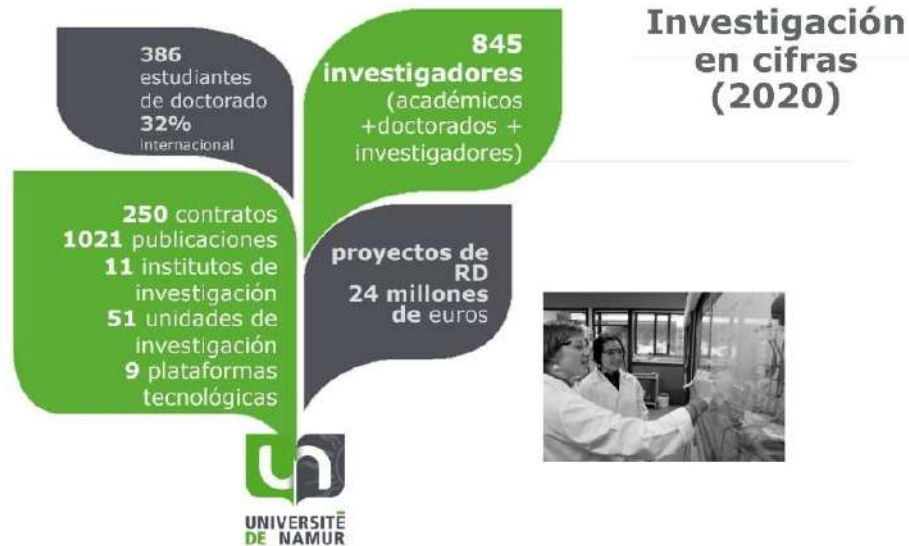 Investigación
en cifras
(2020)
386
estudiantes
de doctorado
32%
internacional
845
investigadores
(académicos
+doctorados +
investigadores)
250 contratos
1021 publicaciones
11 institutos de
investigación
51 unidades de
investigación
9 plataformas
tecnológicas
proyectos de
RD
24 millones
de euros
un
UNIVERSITÉ
DE NAMUR